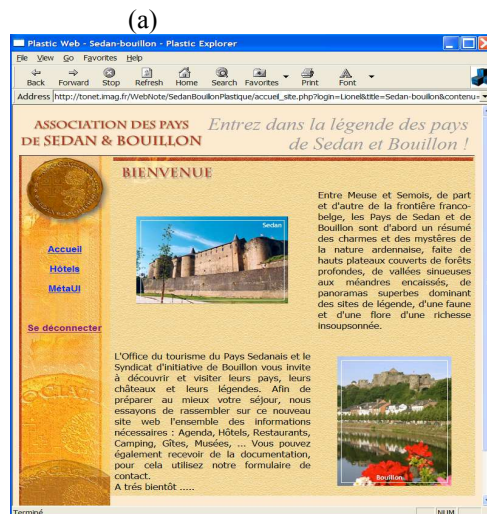 (a)
Plastic Web - Sedan-bouillon - Plastic Explorer
File View Go Favorites Help
Back Forward Stop Refresh Home Search Favorites Print Font
Address http://tonet.imag.fr/WebNote/SedanBouillonPlastique/accueil_site.php?login=Lionel&title=Sedan-bouillon&contenu=
ASSOCIATION DES PAYS
DE SEDAN & BOUILLON
Entrez dans la légende des pays
de Sedan et Bouillon !
BIENVENUE
Accueil
Hôtels
MétaUI
Se déconnecter
Sedan
Entre Meuse et Semois, de part
et d'autre de la frontière franco-
belge, les Pays de Sedan et de
Bouillon sont d'abord un résumé
des charmes et des mystères de
la nature ardennaise, faite de
hauts plateaux couverts de forêts
profondes, de vallées sinueuses
aux méandres encaissés, de
panoramas superbes dominant
des sites de légende, d'une faune
et d'une flore d'une richesse
insoupsonnée.
L'Office du tourisme du Pays Sedanais et le
Syndicat d'initiative de Bouillon vous invite
à découvrir et visiter leurs pays, leurs
châteaux et leurs légendes. Afin de
préparer au mieux votre séjour, nous
essayons de rassembler sur ce nouveau
site web l'ensemble des informations
nécessaires : Agenda, Hôtels, Restaurants,
Camping, Gîtes, Musées, ... Vous pouvez
également recevoir de la documentation,
pour cela utilisez notre formulaire de
contact.
A trés bientôt .....
Bouillon
Terminé
NUM